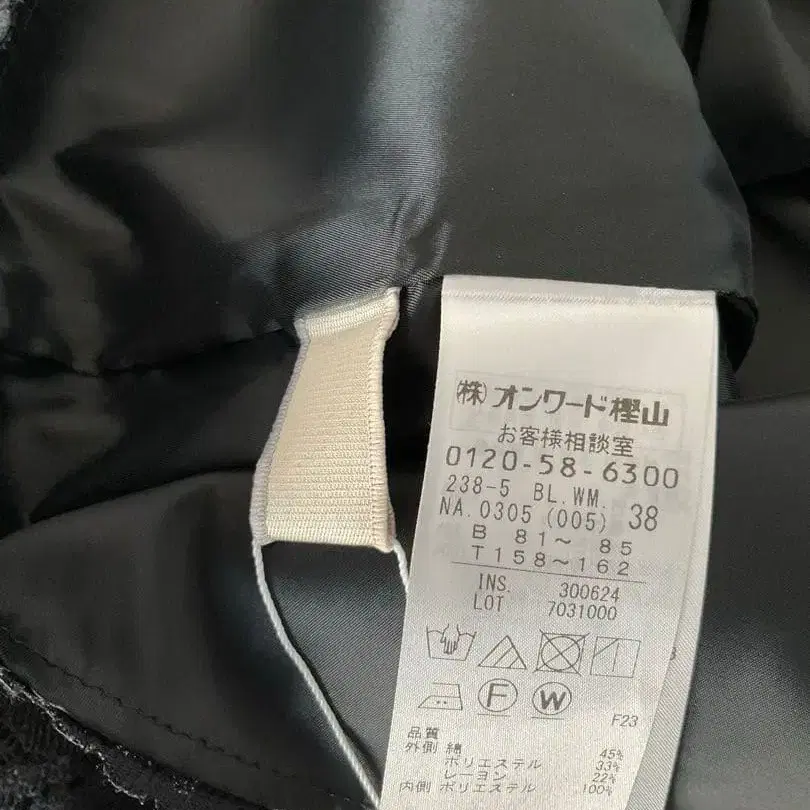 (株)オンワード樫山
お客様相談室
0120-58-6300
238-5 BL.WM.
NA.0305 (005) 38
B 81～ 85
T 158～162
INS. 300624
LOT 7031000
F W
F23
品質
外側 綿 45%
ポリエステル 33%
レーヨン 22%
内側 ポリエステル 100%